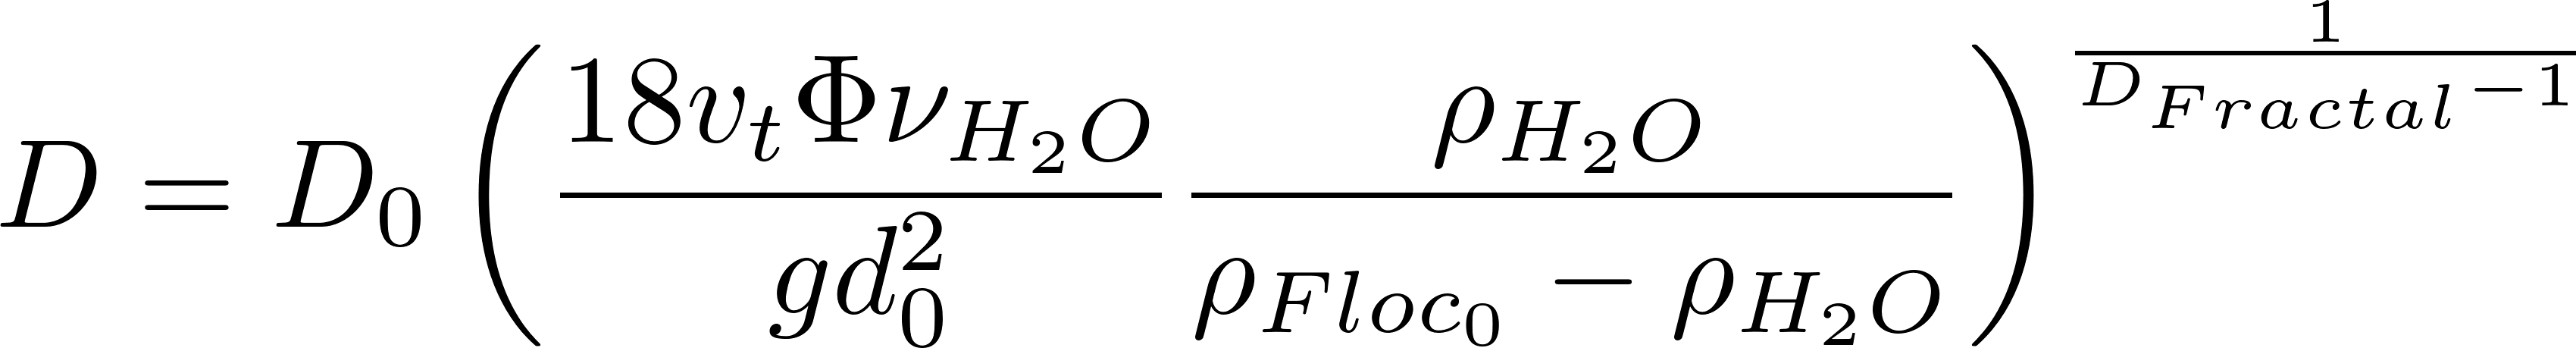 D = D_0 \left( \frac{18 v_t \Phi \nu_{H_2O}}{g d_0^2} \frac{\rho_{H_2O}}{\rho_{Floc_0} - \rho_{H_2O}} \right)^{\frac{1}{D_{Fractal} - 1}}